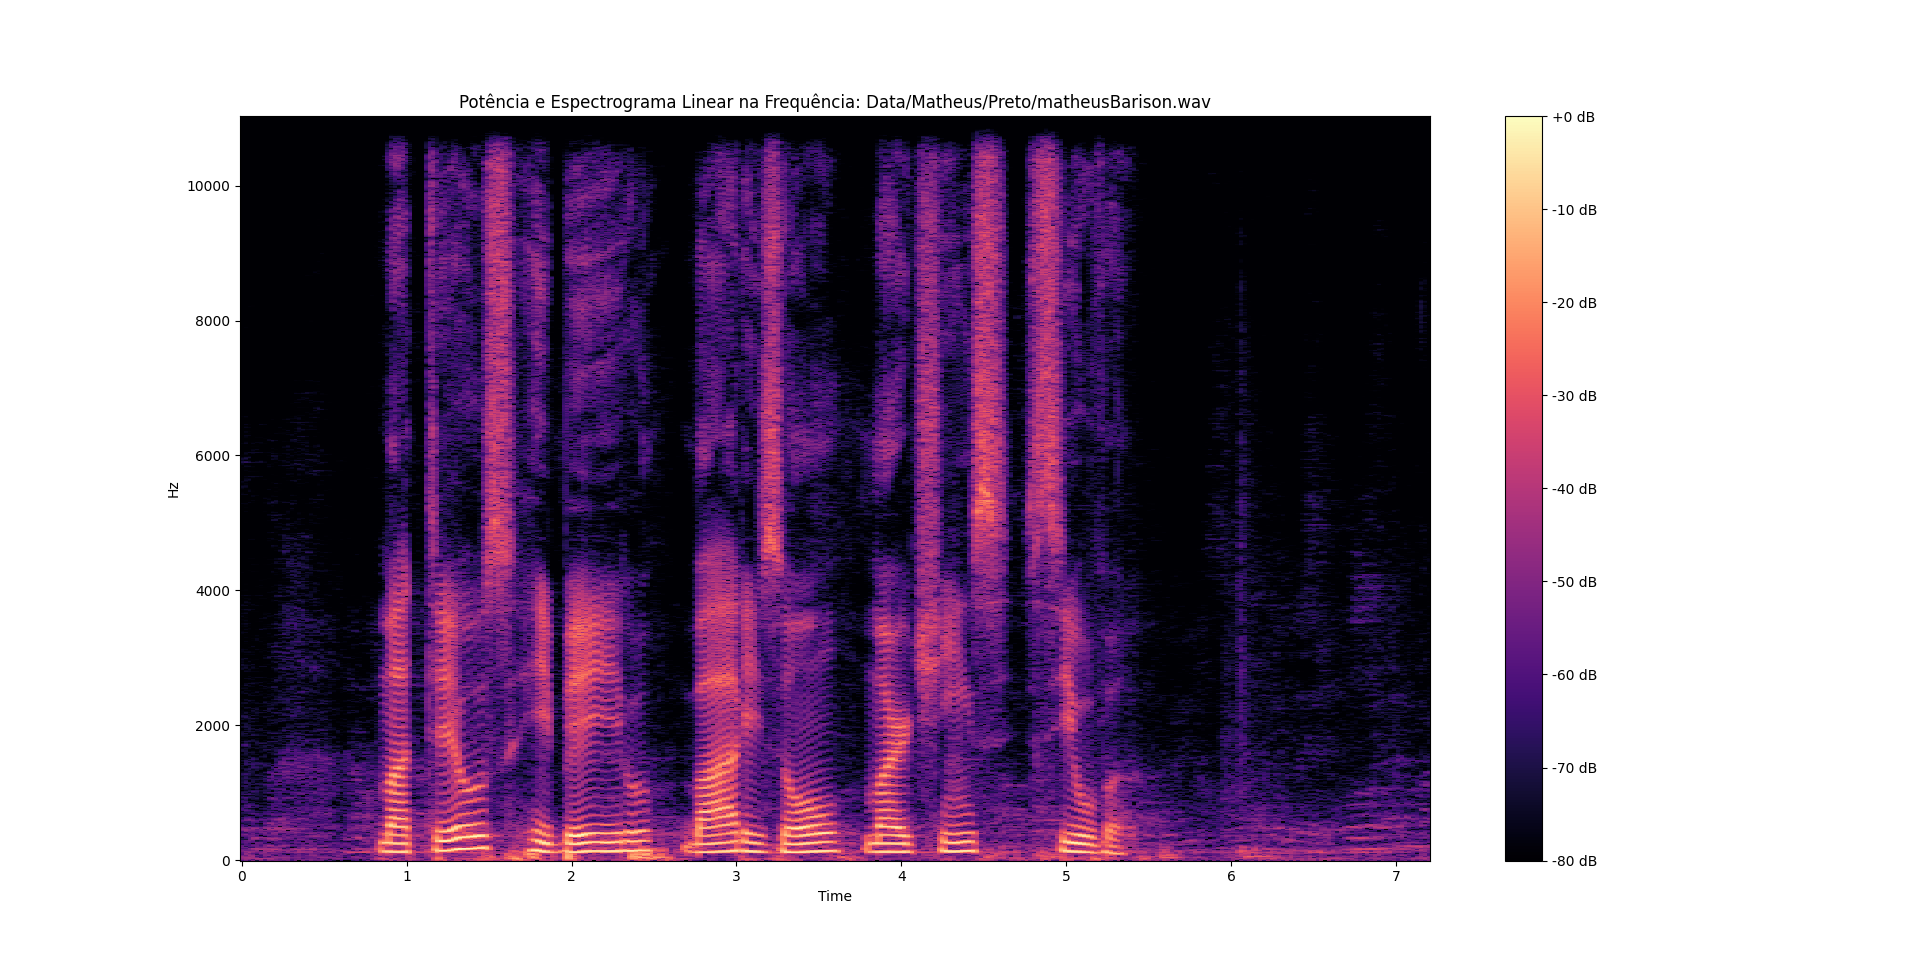 Potência e Espectrograma Linear na Frequência: Data/Matheus/Preto/matheusBarison.wav
Hz
10000
8000
6000
4000
2000
0
0 1 2 3 4 5 6 7
Time
+0 dB
-10 dB
-20 dB
-30 dB
-40 dB
-50 dB
-60 dB
-70 dB
-80 dB